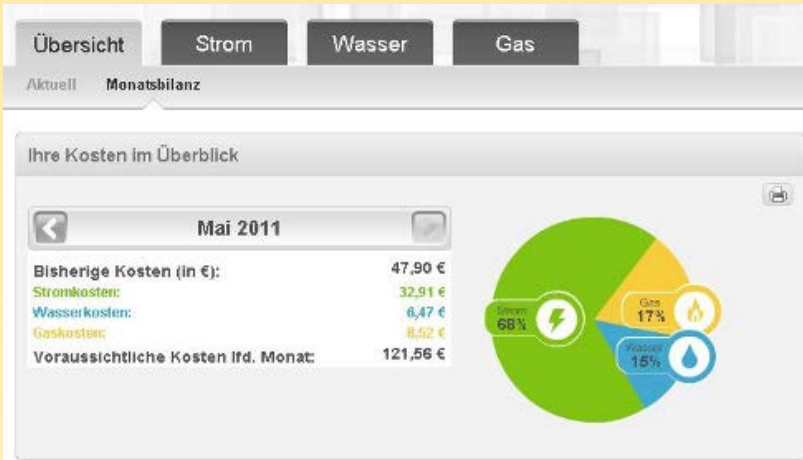 Übersicht Strom Wasser Gas
Aktuell Monatsbilanz
Ihre Kosten im Überblick
Mai 2011
Bisherige Kosten (in €): 47,90 €
Stromkosten: 32,91 €
Wasserkosten: 6,47 €
Gaskosten: 8,52 €
Voraussichtliche Kosten lfd. Monat: 121,56 €
Strom
68%
Gas
17%
Wasser
15%